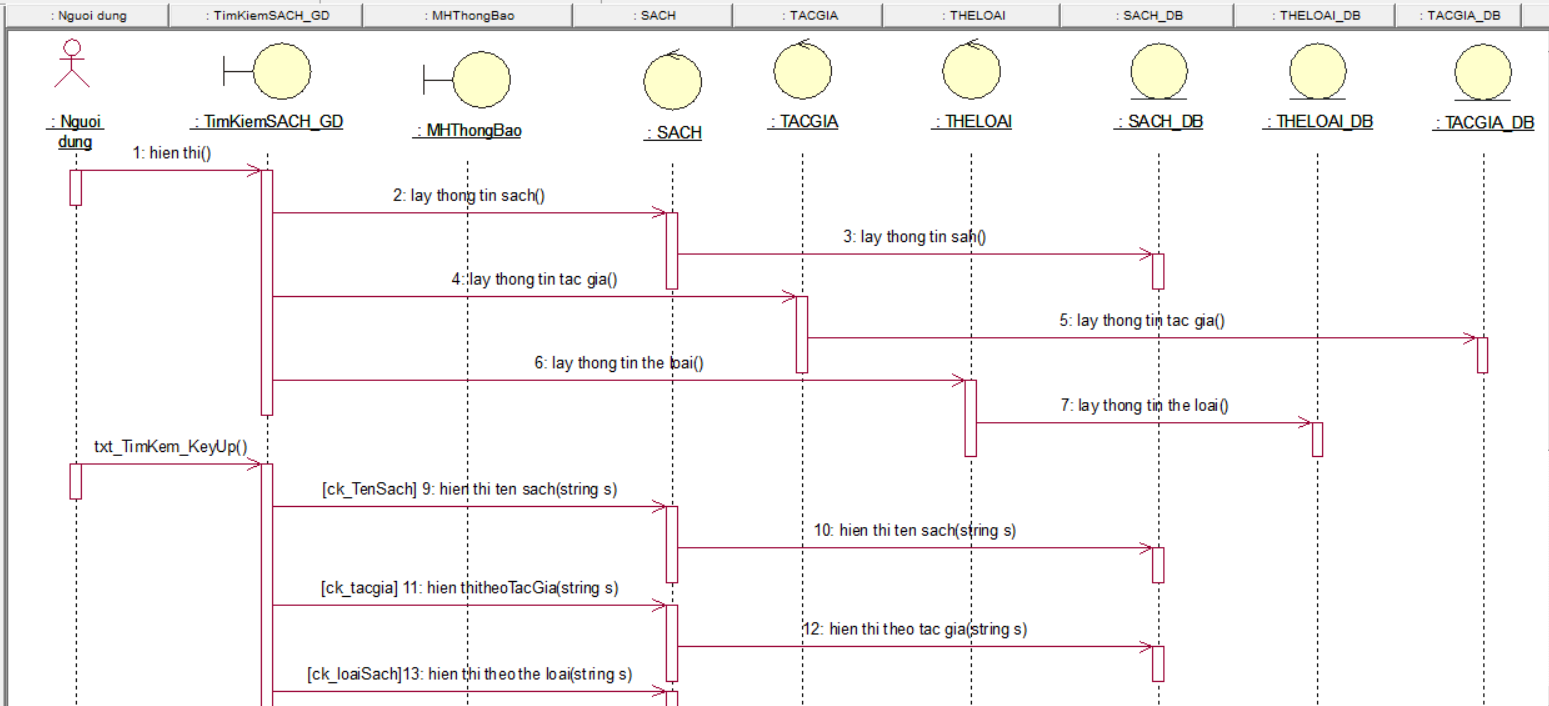 : Nguoi dung
: TimKiemSACH_GD
: MHThongBao
: SACH
: TACGIA
: THELOAI
: SACH_DB
: THELOAI_DB
: TACGIA_DB
: Nguoi
dung
: TimKiemSACH_GD
: MHThongBao
: SACH
: TACGIA
: THELOAI
: SACH_DB
: THELOAI_DB
: TACGIA_DB
1: hien thi()
2: lay thong tin sach()
3: lay thong tin sah()
4: lay thong tin tac gia()
5: lay thong tin tac gia()
6: lay thong tin the loai()
7: lay thong tin the loai()
txt_TimKem_KeyUp()
[ck_TenSach] 9: hien thi ten sach(string s)
10: hien thi ten sach(string s)
[ck_tacgia] 11: hien thitheoTacGia(string s)
12: hien thi theo tac gia(string s)
[ck_loaiSach]13: hien thi theo the loai(string s)